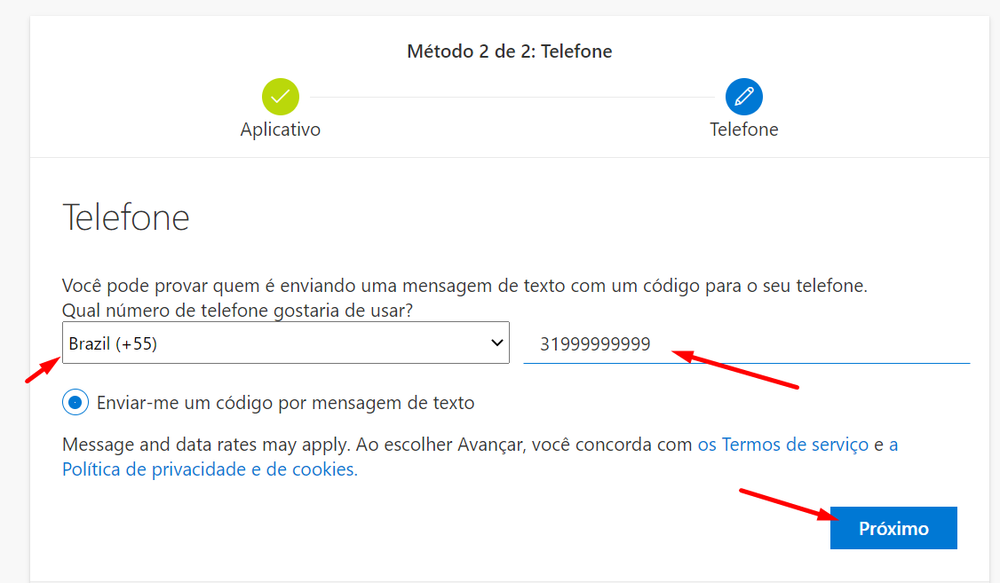 Método 2 de 2: Telefone
Aplicativo
Telefone
Telefone
Você pode provar quem é enviando uma mensagem de texto com um código para o seu telefone.
Qual número de telefone gostaria de usar?
Brazil (+55)
31999999999
Enviar-me um código por mensagem de texto
Message and data rates may apply. Ao escolher Avançar, você concorda com os Termos de serviço e a
Política de privacidade e de cookies.
Próximo